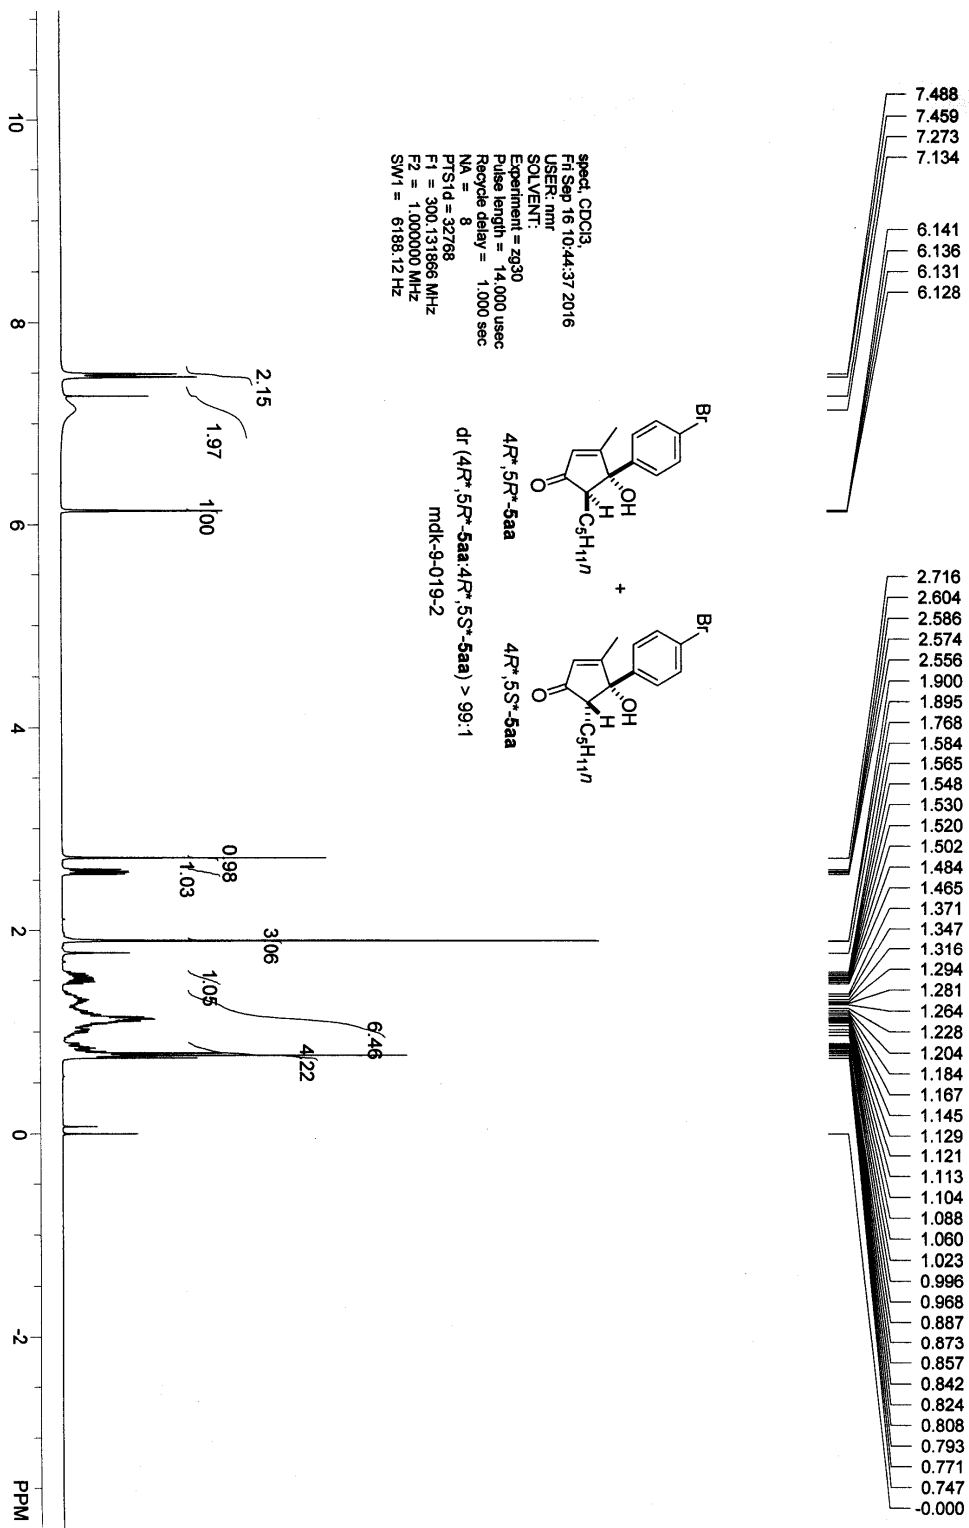 7.488
7.459
7.273
7.134
6.141
6.136
6.131
6.128
2.716
2.604
2.586
2.574
2.556
1.900
1.895
1.768
1.584
1.565
1.548
1.530
1.520
1.502
1.484
1.465
1.371
1.347
1.316
1.294
1.281
1.264
1.228
1.204
1.184
1.167
1.145
1.129
1.121
1.113
1.104
1.088
1.060
1.023
0.996
0.968
0.887
0.873
0.857
0.842
0.824
0.808
0.793
0.771
0.747
-0.000
spect, CDCl3,
Fri Sep 16 10:44:37 2016
USER: nmr
SOLVENT:
Experiment = zg30
Pulse length = 14.000 usec
Recycle delay = 1.000 sec
NA = 8
PTS1d = 32768
F1 = 300.131866 MHz
F2 = 1.000000 MHz
SW1 = 6188.12 Hz
Br
OH
H
C5H11n
O
4R*,5R*-5aa
+
Br
OH
H
C5H11n
O
4R*,5S*-5aa
dr (4R*,5R*-5aa:4R*,5S*-5aa) > 99:1
mdk-9-019-2
2.15
1.97
1.00
0.98
1.03
3.06
1.05
6.46
4.22
10
8
6
4
2
0
-2
PPM